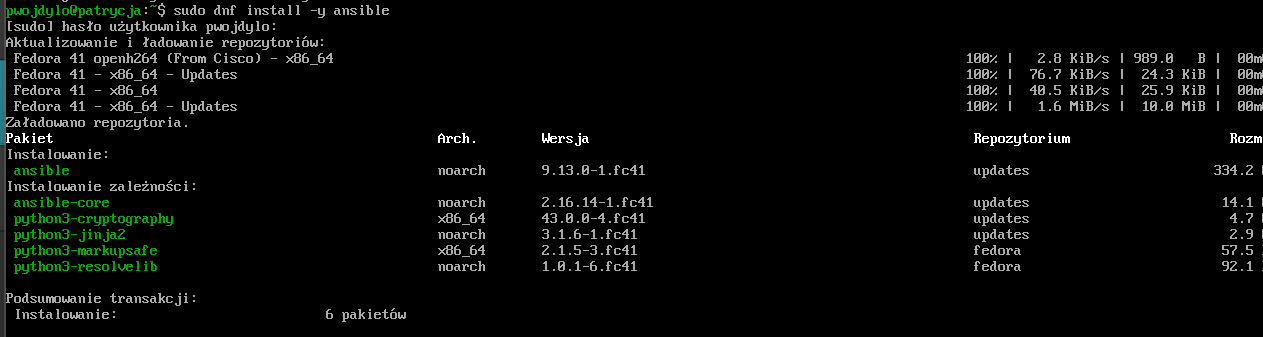 pwojdylo@patrycja:~$ sudo dnf install -y ansible
[sudo] hasło użytkownika pwojdylo:
Aktualizowanie i ładowanie repozytoriów:
Fedora 41 openh264 (From Cisco) - x86_64 100% | 2.8 KiB/s | 989.0 B | 00m
Fedora 41 - x86_64 - Updates 100% | 76.7 KiB/s | 24.3 KiB | 00m
Fedora 41 - x86_64 100% | 40.5 KiB/s | 25.9 KiB | 00m
Fedora 41 - x86_64 - Updates 100% | 1.6 MiB/s | 10.0 MiB | 00m
Załadowano repozytoria.
Pakiet Arch. Wersja Repozytorium Rozm
Instalowanie:
ansible noarch 9.13.0-1.fc41 updates 334.2
Instalowanie zależności:
ansible-core noarch 2.16.14-1.fc41 updates 14.1
python3-cryptography x86_64 43.0.0-4.fc41 updates 4.7
python3-jinja2 noarch 3.1.6-1.fc41 updates 2.9
python3-markupsafe x86_64 2.1.5-3.fc41 fedora 57.5
python3-resolvelib noarch 1.0.1-6.fc41 fedora 92.1
Podsumowanie transakcji:
Instalowanie: 6 pakietów